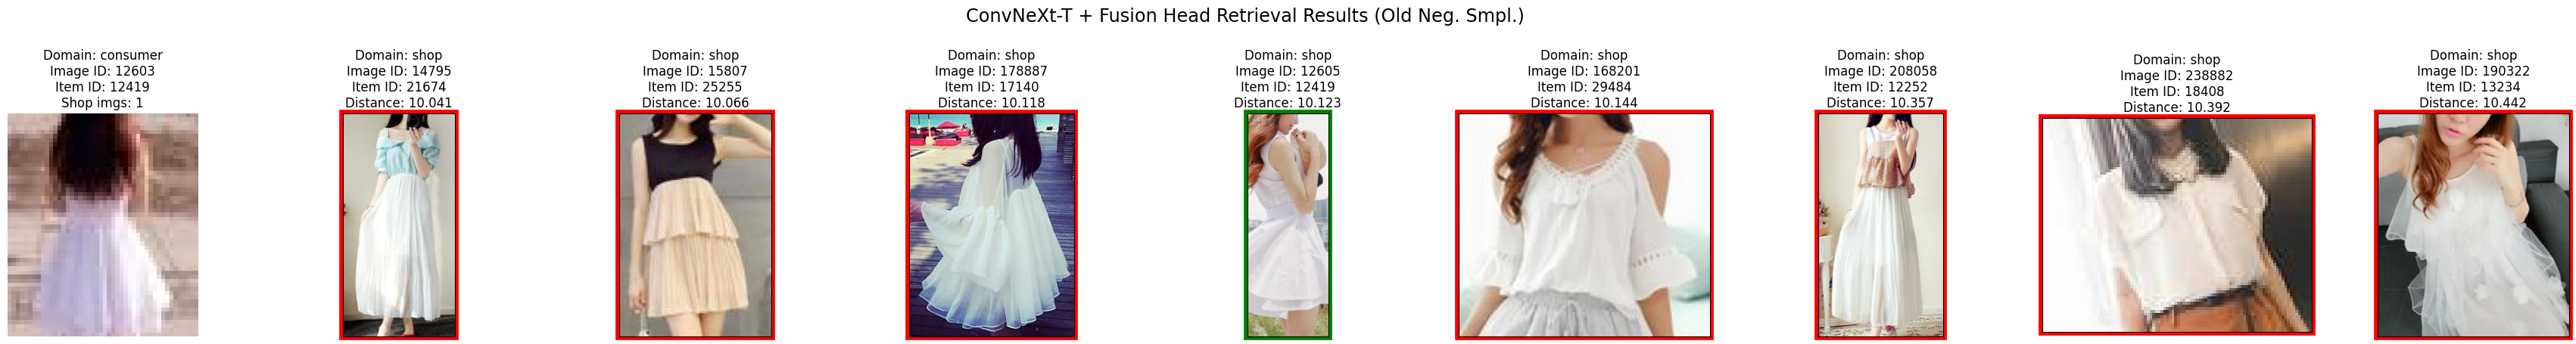 ConvNeXt-T + Fusion Head Retrieval Results (Old Neg. Smpl.)
Domain: consumer
Image ID: 12603
Item ID: 12419
Shop imgs: 1
Domain: shop
Image ID: 14795
Item ID: 21674
Distance: 10.041
Domain: shop
Image ID: 15807
Item ID: 25255
Distance: 10.066
Domain: shop
Image ID: 178887
Item ID: 17140
Distance: 10.118
Domain: shop
Image ID: 12605
Item ID: 12419
Distance: 10.123
Domain: shop
Image ID: 168201
Item ID: 29484
Distance: 10.144
Domain: shop
Image ID: 208058
Item ID: 12252
Distance: 10.357
Domain: shop
Image ID: 238882
Item ID: 18408
Distance: 10.392
Domain: shop
Image ID: 190322
Item ID: 13234
Distance: 10.442